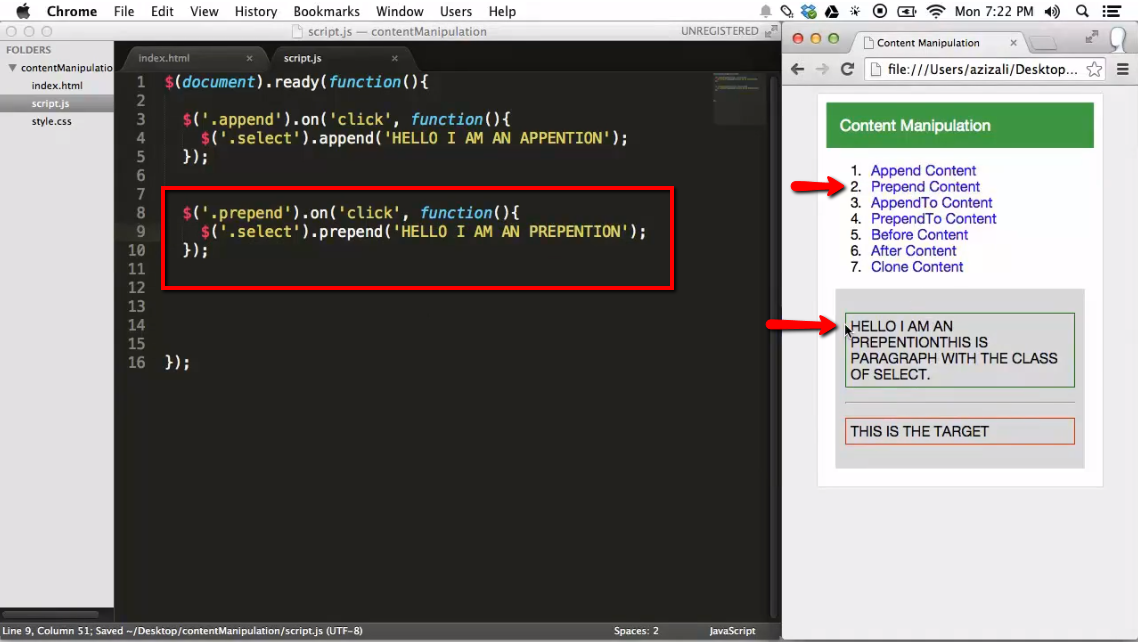 Chrome File Edit View History Bookmarks Window Users Help
Mon 7:22 PM
script.js — contentManipulation
UNREGISTERED
FOLDERS
contentManipulatio
index.html
script.js
style.css
index.html × script.js ×
1 $(document).ready(function(){
2
3 $('.append').on('click', function(){
4 $('.select').append('HELLO I AM AN APPENTION');
5 });
6
7
8 $('.prepend').on('click', function(){
9 $('.select').prepend('HELLO I AM AN PREPENTION');
10 });
11
12
13
14
15
16 });
Line 9, Column 51; Saved ~/Desktop/contentManipulation/script.js (UTF-8)
Spaces: 2
JavaScript
Content Manipulation ×
file:///Users/azizali/Desktop...
Content Manipulation
1. Append Content
2. Prepend Content
3. AppendTo Content
4. PrependTo Content
5. Before Content
6. After Content
7. Clone Content
HELLO I AM AN
PREPENTIONTHIS IS
PARAGRAPH WITH THE CLASS
OF SELECT.
THIS IS THE TARGET